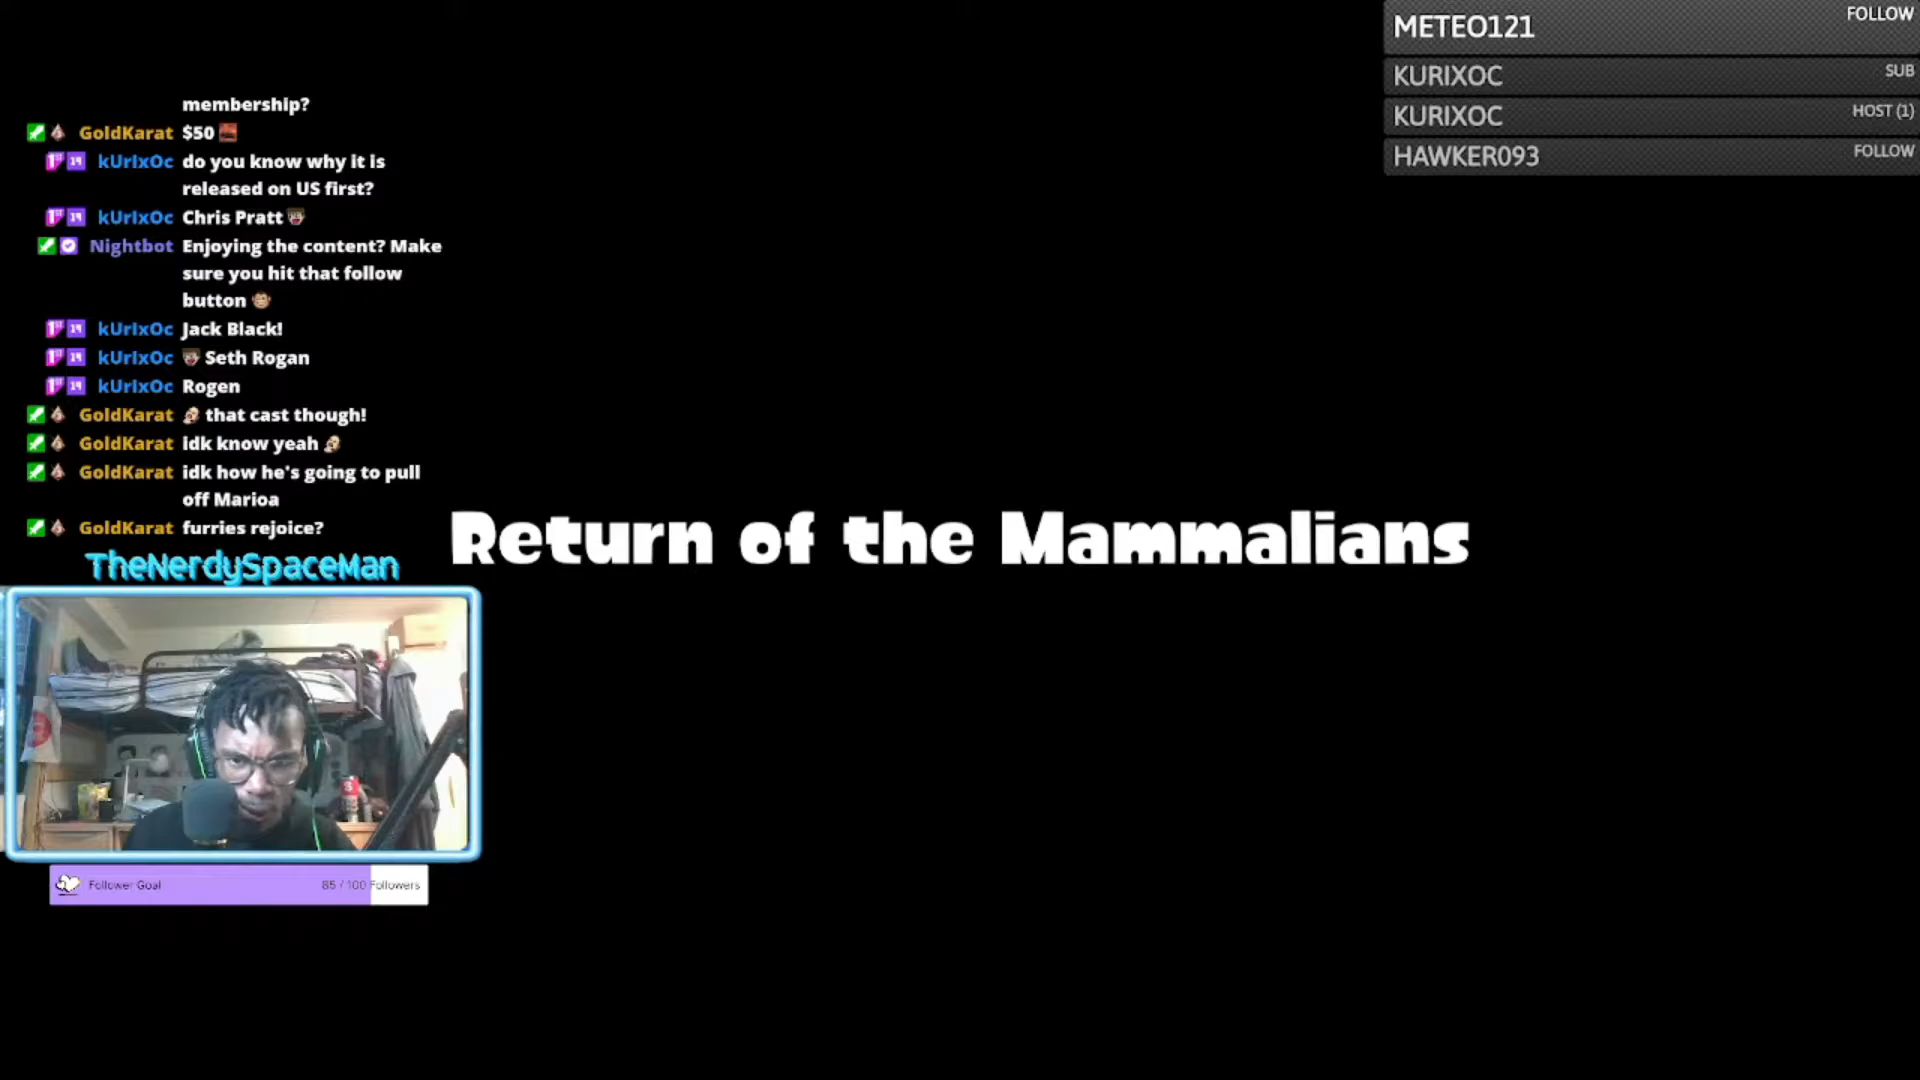 membership?
GoldKarat $50
kUrIxOc do you know why it is
released on US first?
kUrIxOc Chris Pratt
Nightbot Enjoying the content? Make
sure you hit that follow
button
kUrIxOc Jack Black!
kUrIxOc Seth Rogan
kUrIxOc Rogen
GoldKarat that cast though!
GoldKarat idk know yeah
GoldKarat idk how he's going to pull
off Marioa
GoldKarat furries rejoice?
TheNerdySpaceMan
Follower Goal 85 / 100 Followers
Return of the Mammalians
METEO121 FOLLOW
KURIXOC SUB
KURIXOC HOST (1)
HAWKER093 FOLLOW